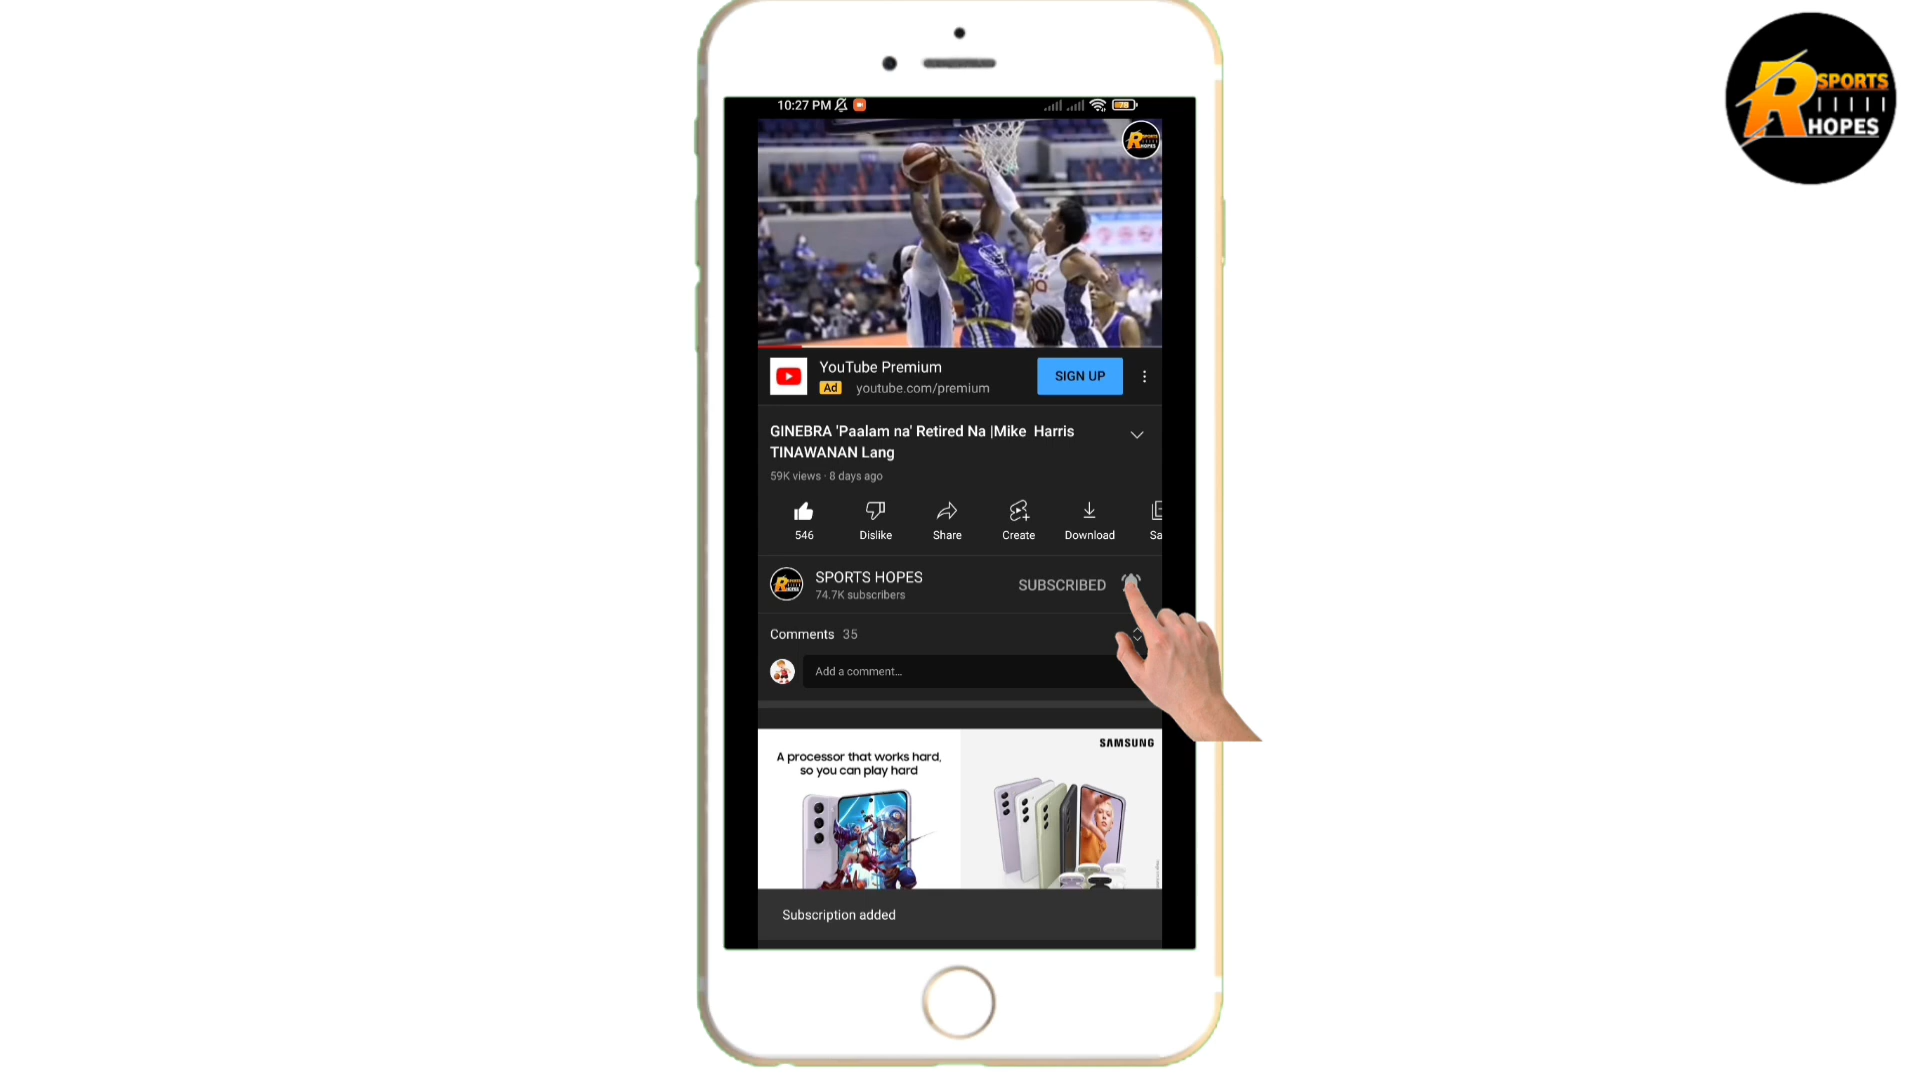 SPORTS
HOPES
10:27 PM
YouTube Premium
Ad youtube.com/premium
SIGN UP
GINEBRA 'Paalam na' Retired Na |Mike Harris
TINAWANAN Lang
59K views · 8 days ago
546
Dislike
Share
Create
Download
Sa
SPORTS HOPES
74.7K subscribers
SUBSCRIBED
Comments 35
Add a comment...
A processor that works hard,
so you can play hard
SAMSUNG
Subscription added